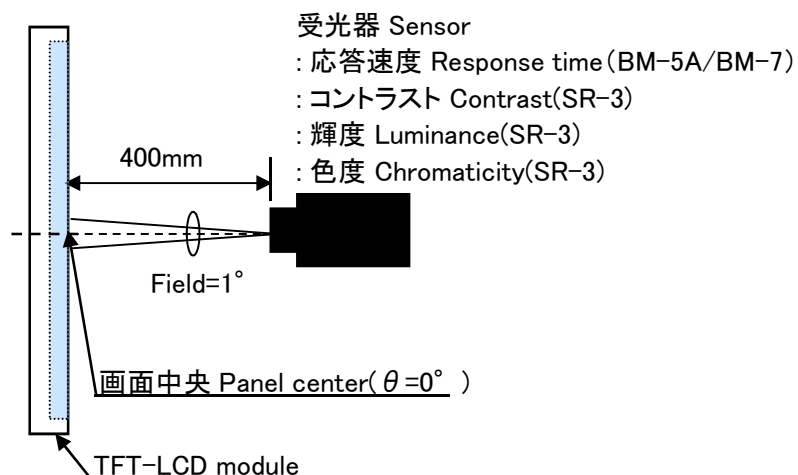 受光器 Sensor
: 応答速度 Response time(BM-5A/BM-7)
: コントラスト Contrast(SR-3)
: 輝度 Luminance(SR-3)
: 色度 Chromaticity(SR-3)
400mm
Field=1°
画面中央 Panel center( θ=0° )
TFT-LCD module